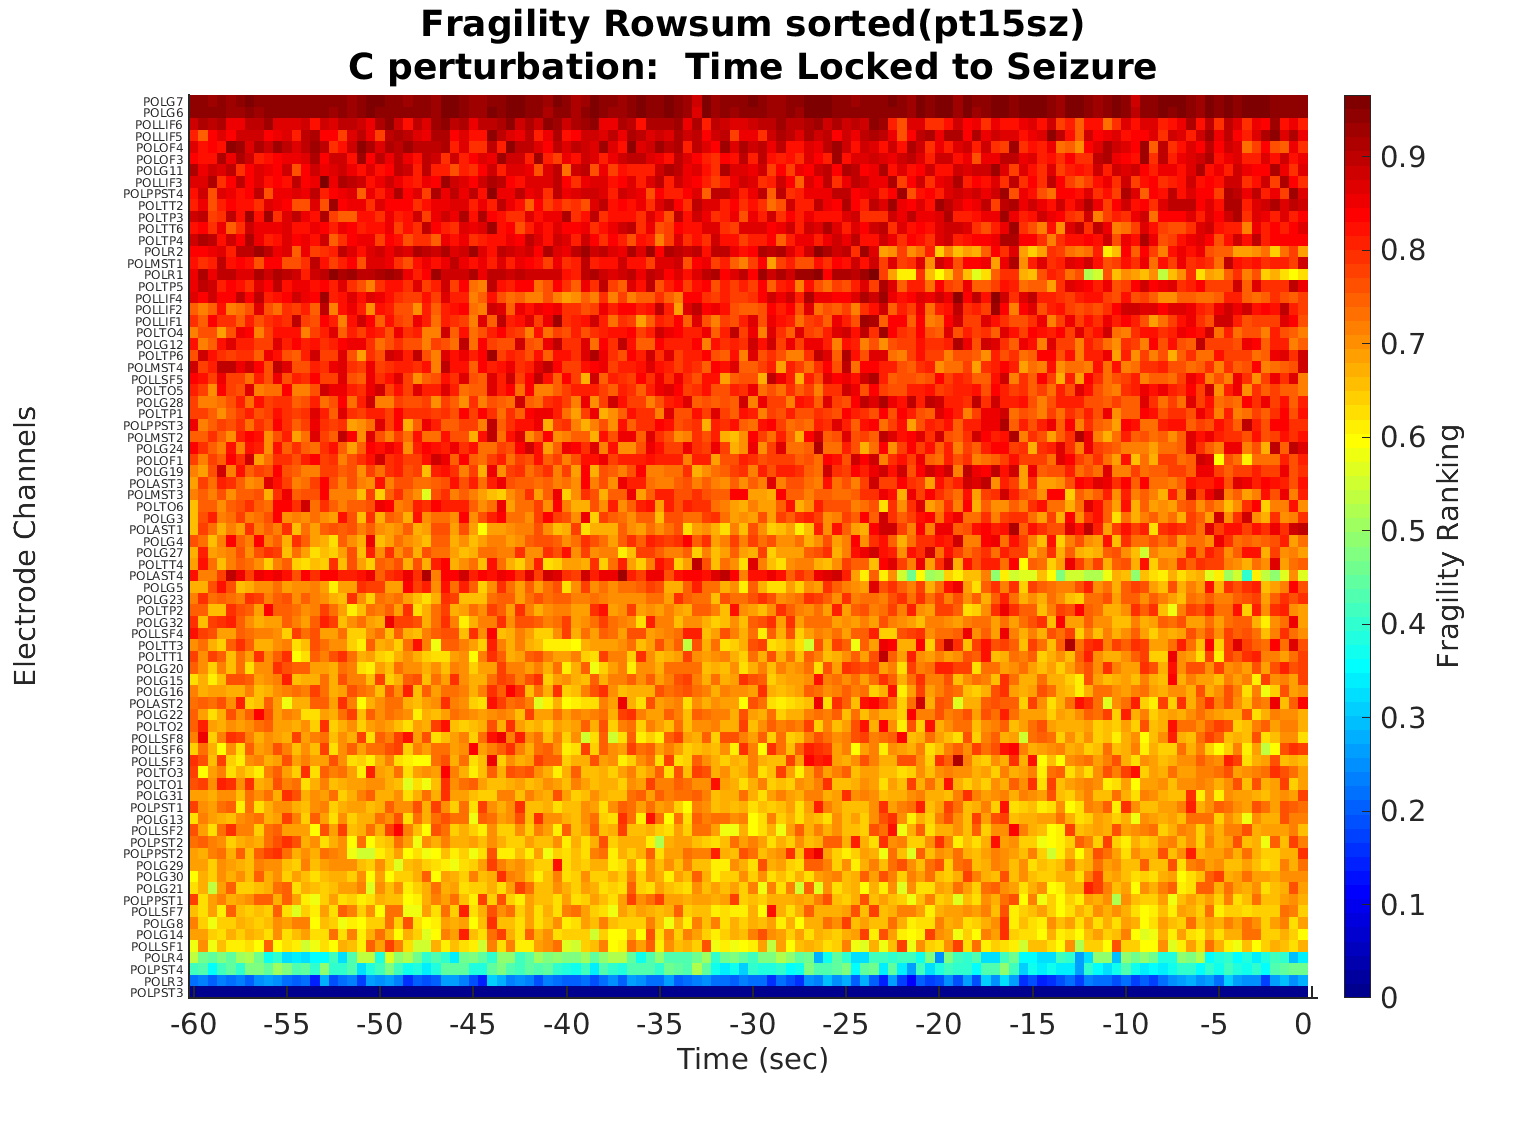 Fragility Rowsum sorted(pt15sz)
C perturbation:  Time Locked to Seizure
Electrode Channels
POLG7
POLG6
POLLIF6
POLLIF5
POLOF4
POLOF3
POLG11
POLLIF3
POLPPST4
POLTT2
POLTP3
POLTT6
POLTP4
POLR2
POLMST1
POLR1
POLTP5
POLLIF4
POLLIF2
POLLIF1
POLTO4
POLG12
POLTP6
POLMST4
POLLSF5
POLTO5
POLG28
POLTP1
POLPPST3
POLMST2
POLG24
POLOF1
POLG19
POLAST3
POLMST3
POLTO6
POLG3
POLAST1
POLG4
POLG27
POLTT4
POLAST4
POLG5
POLG23
POLTP2
POLG32
POLLSF4
POLTT3
POLTT1
POLG20
POLG15
POLG16
POLAST2
POLG22
POLTO2
POLLSF8
POLLSF6
POLLSF3
POLTO3
POLTO1
POLG31
POLPST1
POLG13
POLLSF2
POLPST2
POLPPST2
POLG29
POLG30
POLG21
POLPPST1
POLLSF7
POLG8
POLG14
POLLSF1
POLR4
POLPST4
POLR3
POLPST3
-60 -55 -50 -45 -40 -35 -30 -25 -20 -15 -10 -5 0
Time (sec)
0.9
0.8
0.7
0.6
0.5
0.4
0.3
0.2
0.1
0
Fragility Ranking